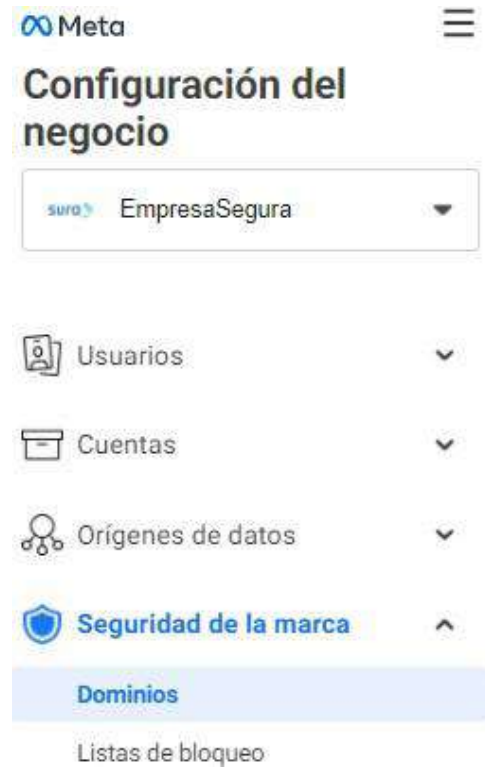 Meta
Configuración del
negocio
sura EmpresaSegura
Usuarios
Cuentas
Orígenes de datos
Seguridad de la marca
Dominios
Listas de bloqueo